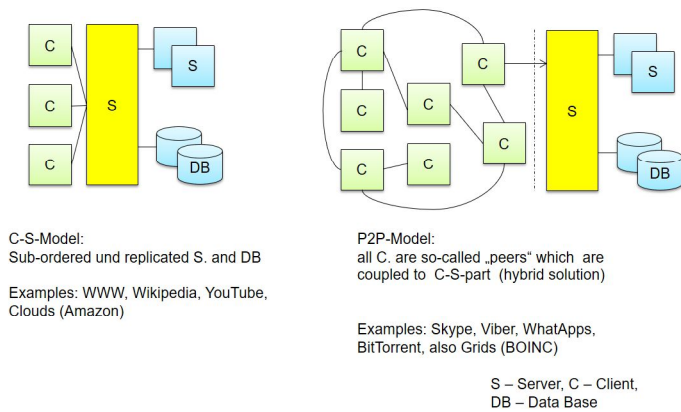 C
C
C
S
S
DB
C
C
C
C
C
C
C
S
S
DB
C-S-Model:
Sub-ordered und replicated S. and DB
Examples: WWW, Wikipedia, YouTube,
Clouds (Amazon)
P2P-Model:
all C. are so-called „peers“ which are
coupled to C-S-part (hybrid solution)
Examples: Skype, Viber, WhatApps,
BitTorrent, also Grids (BOINC)
S – Server, C – Client,
DB – Data Base